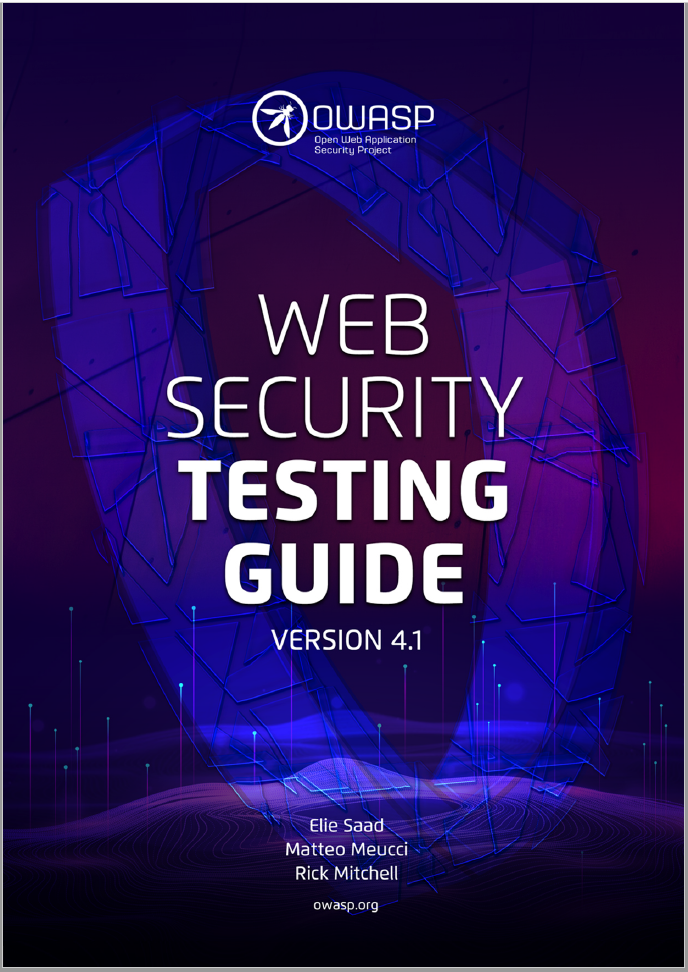 OWASP
Open Web Application
Security Project
WEB
SECURITY
TESTING
GUIDE
VERSION 4.1
Elie Saad
Matteo Meucci
Rick Mitchell
owasp.org